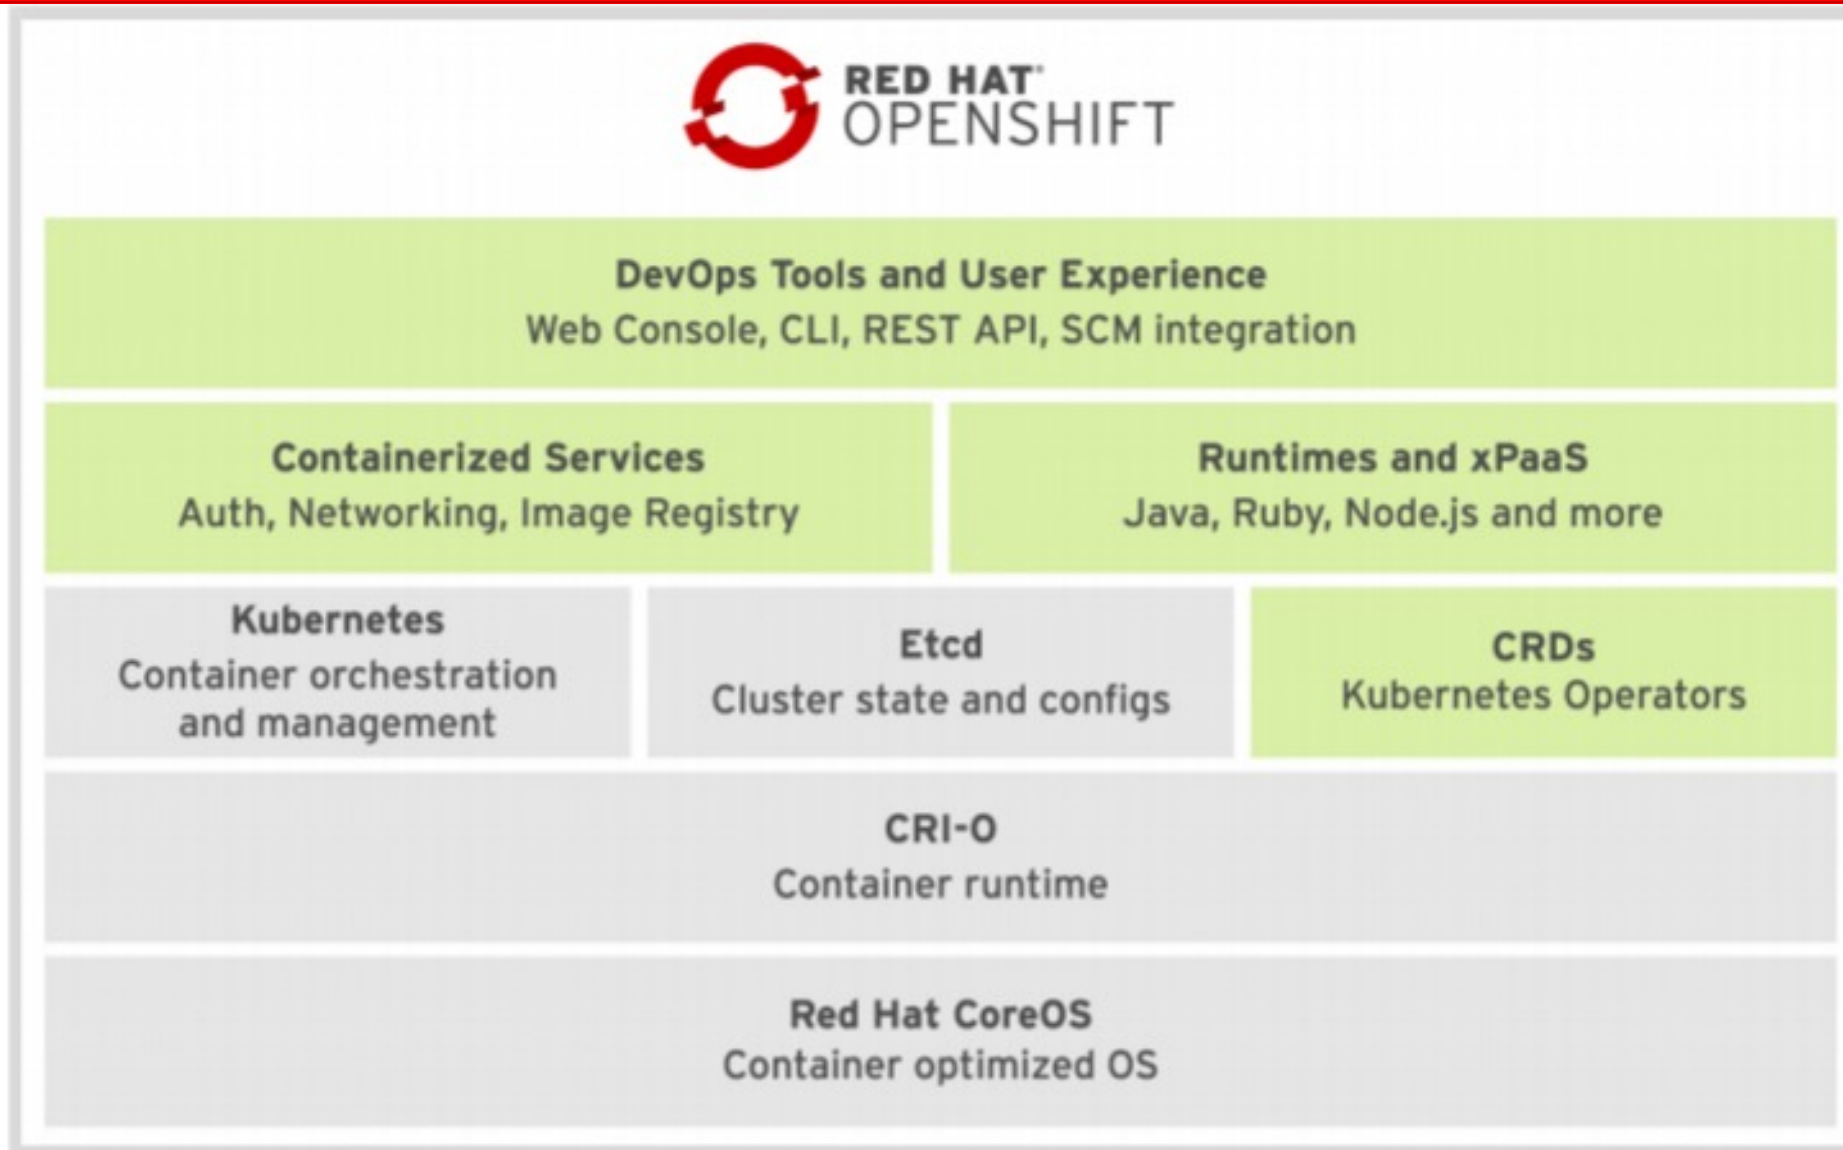 RED HAT®
OPENSHIFT
DevOps Tools and User Experience
Web Console, CLI, REST API, SCM integration
Containerized Services
Auth, Networking, Image Registry
Runtimes and xPaaS
Java, Ruby, Node.js and more
Kubernetes
Container orchestration
and management
Etcd
Cluster state and configs
CRDs
Kubernetes Operators
CRI-O
Container runtime
Red Hat CoreOS
Container optimized OS